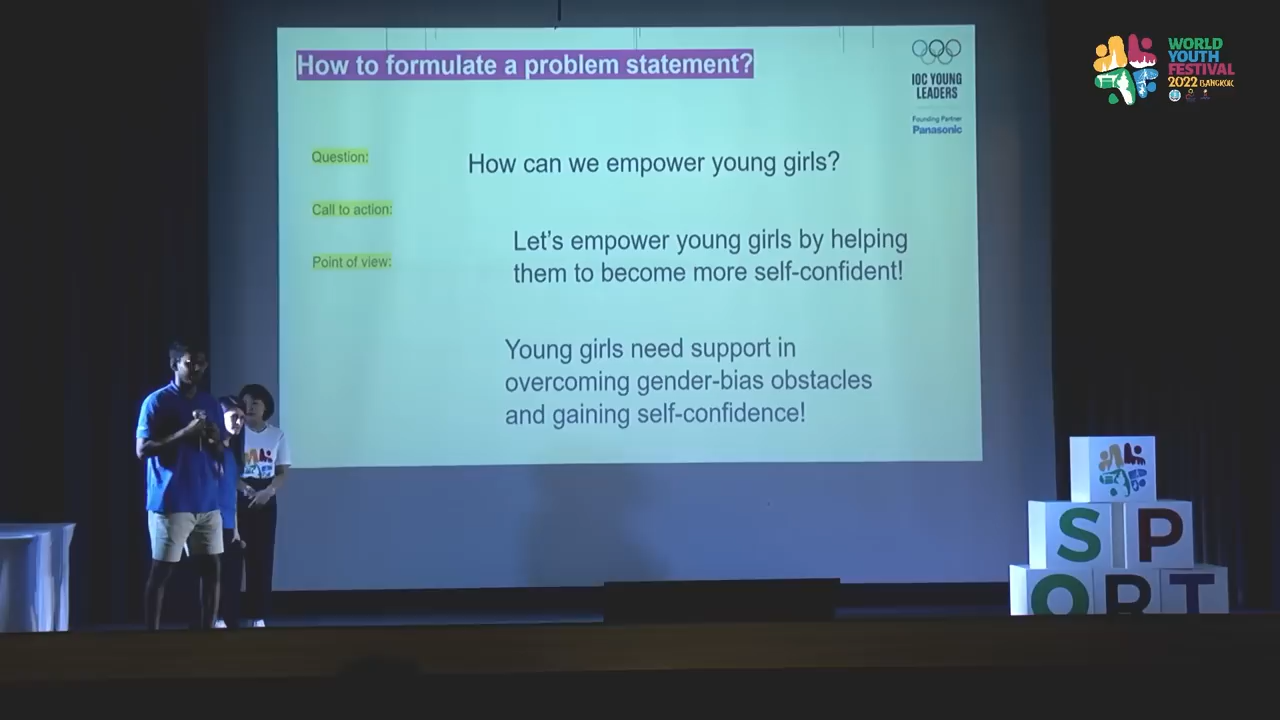 How to formulate a problem statement?
IOC YOUNG
LEADERS
Founding Partner
Panasonic
WORLD
YOUTH
FESTIVAL
2022 BANGKOK
Question:
How can we empower young girls?
Call to action:
Let's empower young girls by helping
them to become more self-confident!
Point of view:
Young girls need support in
overcoming gender-bias obstacles
and gaining self-confidence!
SP
ORT